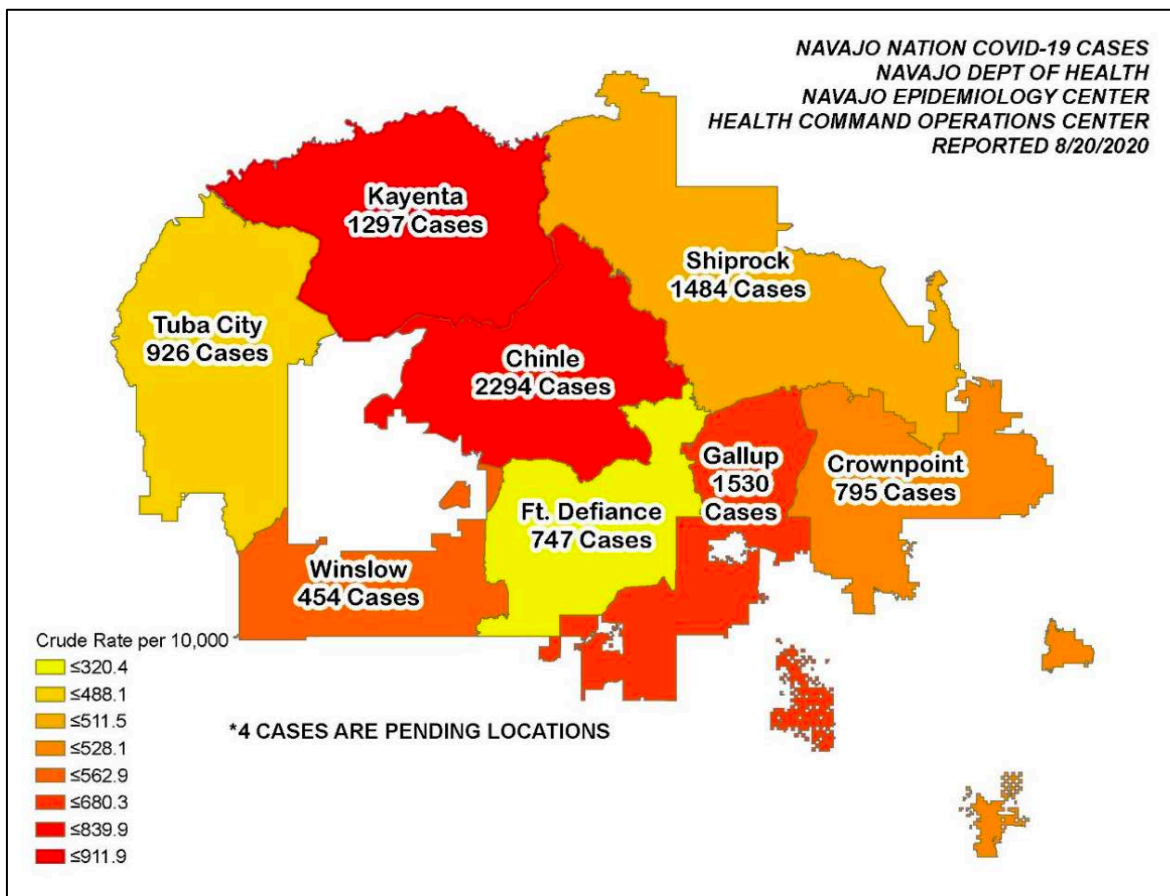 NAVAJO NATION COVID-19 CASES
NAVAJO DEPT OF HEALTH
NAVAJO EPIDEMIOLOGY CENTER
HEALTH COMMAND OPERATIONS CENTER
REPORTED 8/20/2020
Kayenta
1297 Cases
Shiprock
1484 Cases
Tuba City
926 Cases
Chinle
2294 Cases
Gallup
1530
Cases
Crownpoint
795 Cases
Ft. Defiance
747 Cases
Winslow
454 Cases
Crude Rate per 10,000
≤320.4
≤488.1
≤511.5
≤528.1
≤562.9
≤680.3
≤839.9
≤911.9
*4 CASES ARE PENDING LOCATIONS